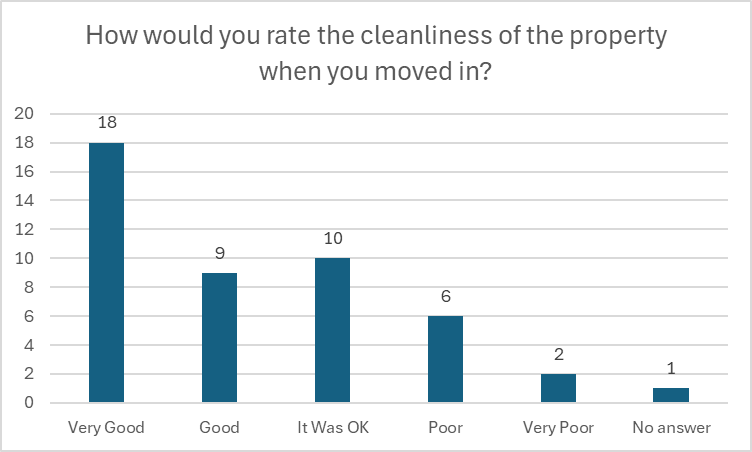 How would you rate the cleanliness of the property
when you moved in?
20
18
16
14
12
10
8
6
4
2
0
18
9
10
6
2
1
Very Good
Good
It Was OK
Poor
Very Poor
No answer